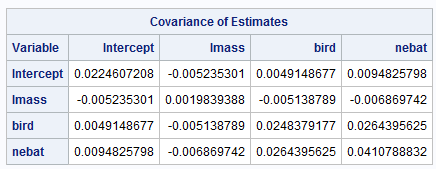 Covariance of Estimates
Variable Intercept lmass bird nebat
Intercept 0.0224607208 -0.005235301 0.0049148677 0.0094825798
lmass -0.005235301 0.0019839388 -0.005138789 -0.006869742
bird 0.0049148677 -0.005138789 0.0248379177 0.0264395625
nebat 0.0094825798 -0.006869742 0.0264395625 0.0410788832